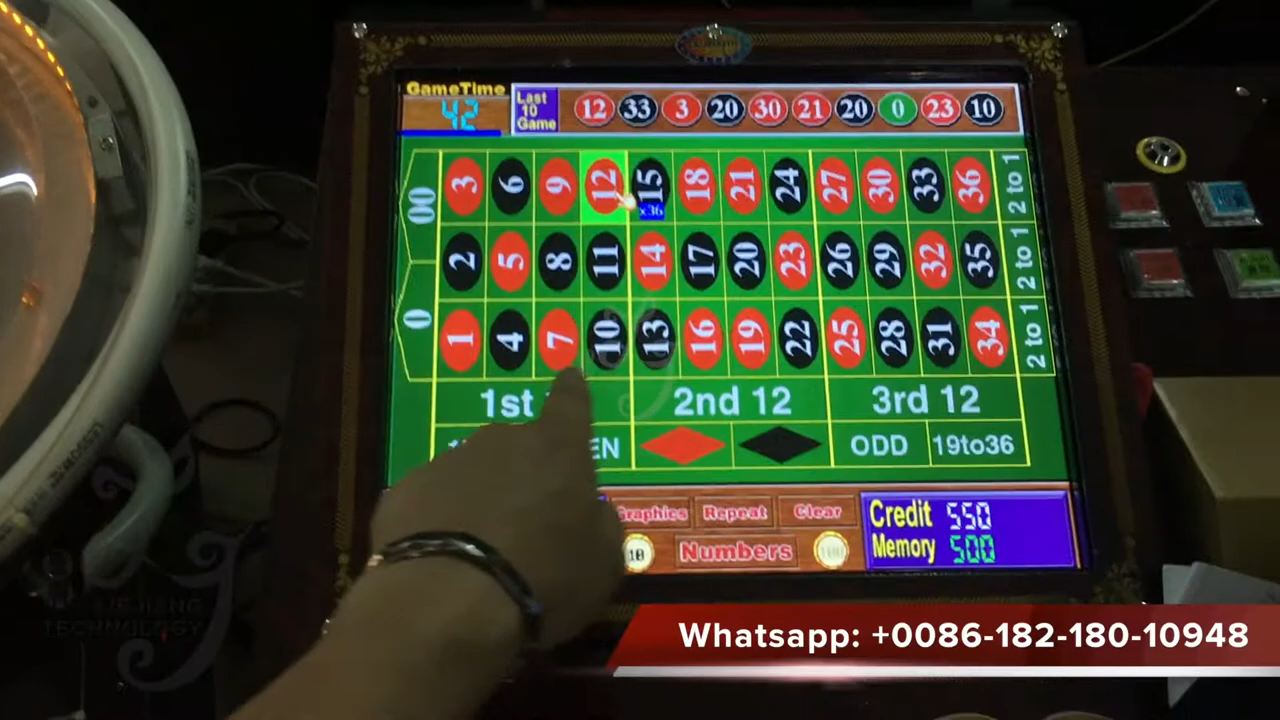 GameTime
42
Last
10
Game
12 33 3 20 30 21 20 0 23 10
00 3 6 9 12 15 18 21 24 27 30 33 36 2 to 1
x36
2 5 8 11 14 17 20 23 26 29 32 35 2 to 1
0 1 4 7 10 13 16 19 22 25 28 31 34 2 to 1
1st 2nd 12 3rd 12
EN ODD 19to36
Graphics Repeat Clear
10 Numbers
Credit 550
Memory 500
TECHNOLOGY
Whatsapp: +0086-182-180-10948